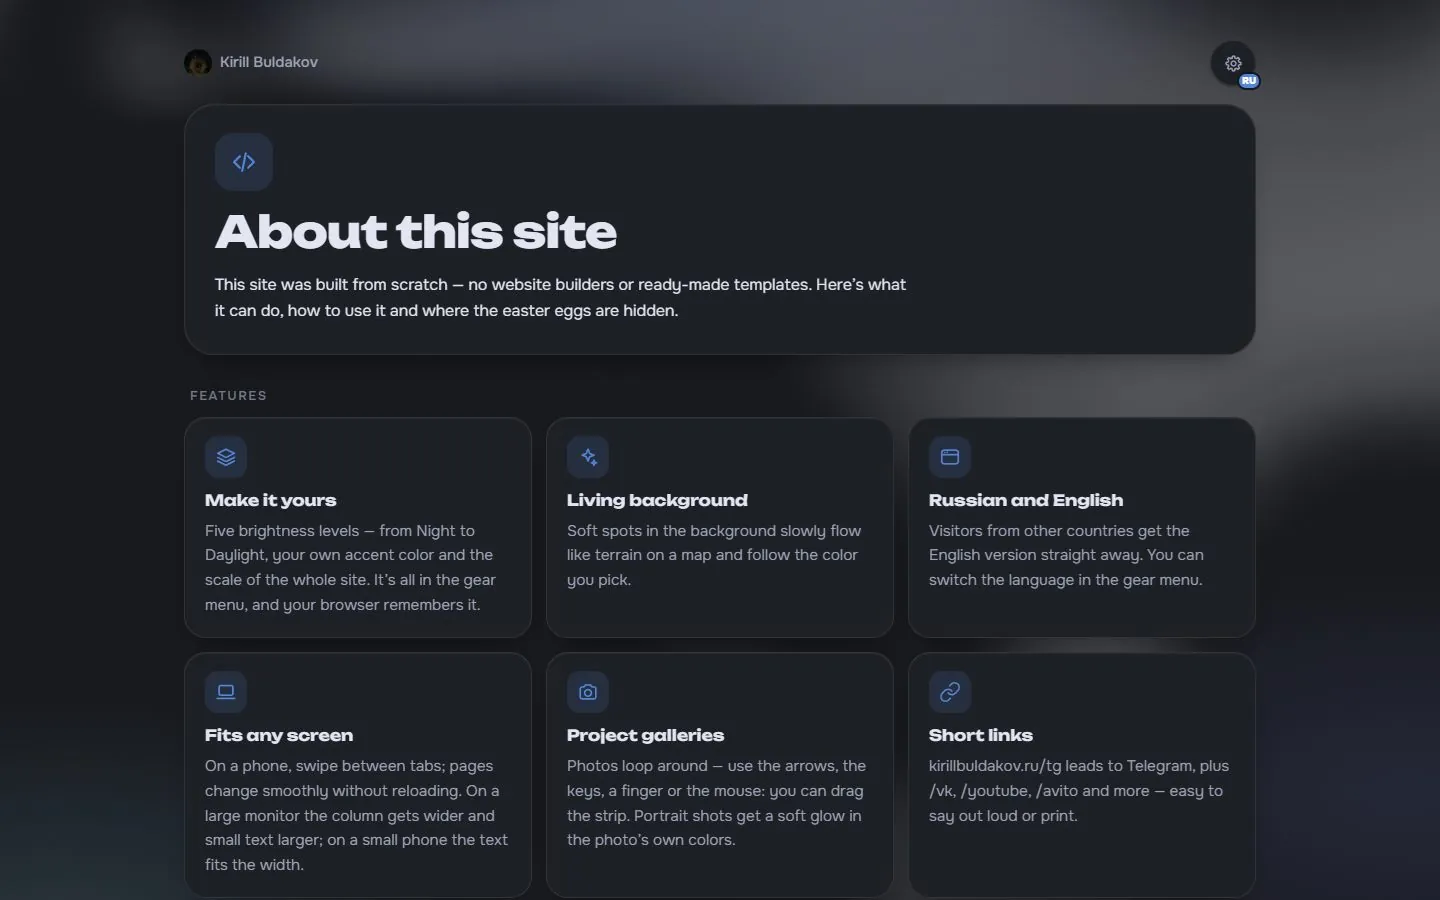 Kirill Buldakov
RU
About this site
This site was built from scratch — no website builders or ready-made templates. Here’s what
it can do, how to use it and where the easter eggs are hidden.
FEATURES
Make it yours
Five brightness levels — from Night to
Daylight, your own accent color and the
scale of the whole site. It’s all in the gear
menu, and your browser remembers it.
Living background
Soft spots in the background slowly flow
like terrain on a map and follow the color
you pick.
Russian and English
Visitors from other countries get the
English version straight away. You can
switch the language in the gear menu.
Fits any screen
On a phone, swipe between tabs; pages
change smoothly without reloading. On a
large monitor the column gets wider and
small text larger; on a small phone the text
fits the width.
Project galleries
Photos loop around — use the arrows, the
keys, a finger or the mouse: you can drag
the strip. Portrait shots get a soft glow in
the photo’s own colors.
Short links
kirillbuldakov.ru/tg leads to Telegram, plus
/vk, /youtube, /avito and more — easy to
say out loud or print.